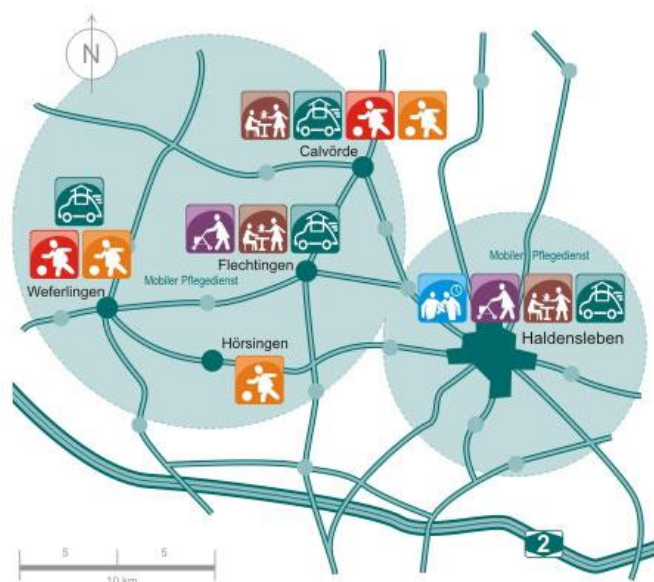 N
Calvörde
Flechtingen
Mobiler Pflegedienst
Weferlingen
Mobiler Pflegedienst
Haldensleben
Hörsingen
2
5 5
10 km